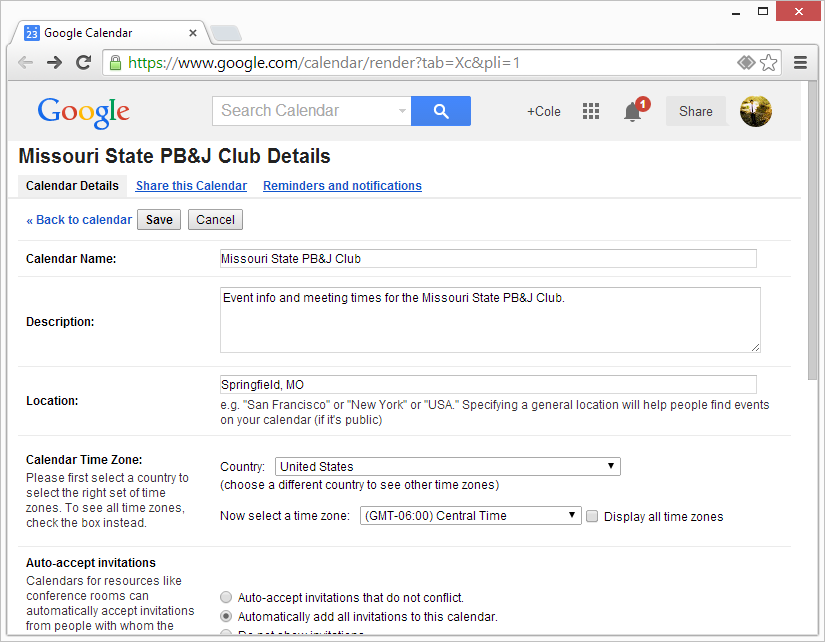 23 Google Calendar
https://www.google.com/calendar/render?tab=Xc&pli=1
Google Search Calendar +Cole 1 Share
Missouri State PB&J Club Details
Calendar Details Share this Calendar Reminders and notifications
« Back to calendar Save Cancel
Calendar Name: Missouri State PB&J Club
Event info and meeting times for the Missouri State PB&J Club.
Description:
Springfield, MO
Location:
e.g. "San Francisco" or "New York" or "USA." Specifying a general location will help people find events
on your calendar (if it's public)
Calendar Time Zone:
Please first select a country to
select the right set of time
zones. To see all time zones,
check the box instead.
Country: United States
(choose a different country to see other time zones)
Now select a time zone: (GMT-06:00) Central Time Display all time zones
Auto-accept invitations
Calendars for resources like
conference rooms can
automatically accept invitations
from people with whom the
Auto-accept invitations that do not conflict.
Automatically add all invitations to this calendar.
Do not show invitations.